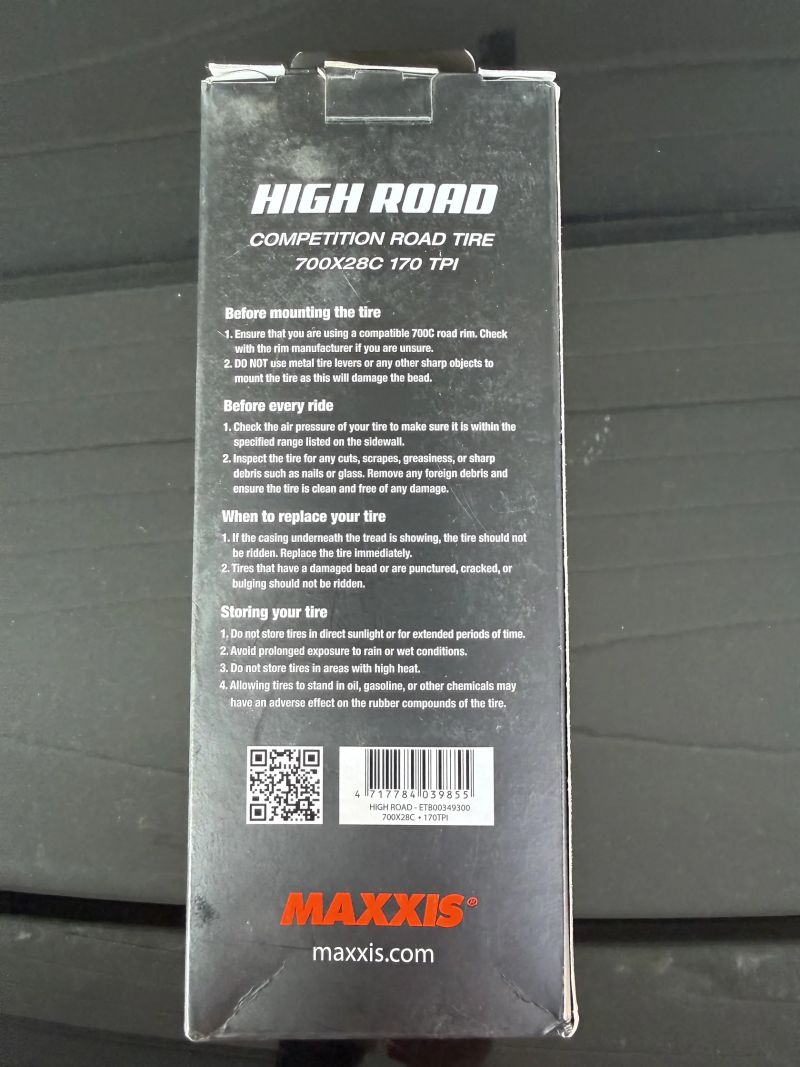 HIGH ROAD
COMPETITION ROAD TIRE
700X28C 170 TPI
Before mounting the tire
1. Ensure that you are using a compatible 700C road rim. Check
with the rim manufacturer if you are unsure.
2. DO NOT use metal tire levers or any other sharp objects to
mount the tire as this will damage the bead.
Before every ride
1. Check the air pressure of your tire to make sure it is within the
specified range listed on the sidewall.
2. Inspect the tire for any cuts, scrapes, greasiness, or sharp
debris such as nails or glass. Remove any foreign debris and
ensure the tire is clean and free of any damage.
When to replace your tire
1. If the casing underneath the tread is showing, the tire should not
be ridden. Replace the tire immediately.
2. Tires that have a damaged bead or are punctured, cracked, or
bulging should not be ridden.
Storing your tire
1. Do not store tires in direct sunlight or for extended periods of time.
2. Avoid prolonged exposure to rain or wet conditions.
3. Do not store tires in areas with high heat.
4. Allowing tires to stand in oil, gasoline, or other chemicals may
have an adverse effect on the rubber compounds of the tire.
4 717784 039855
HIGH ROAD - ETB00349300
700X28C • 170TPI
MAXXIS®
maxxis.com